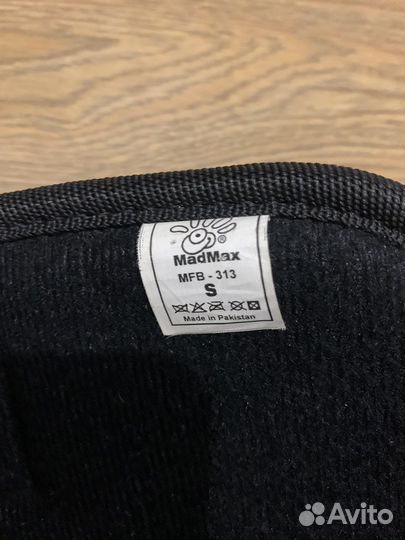 ®
MadMax
MFB - 313
S
Made in Pakistan
Avito